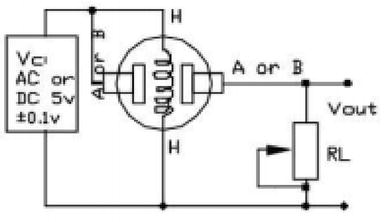 H
Vc
AC or
DC 5v
±0.1v
A or B
A or B
Vout
RL
H